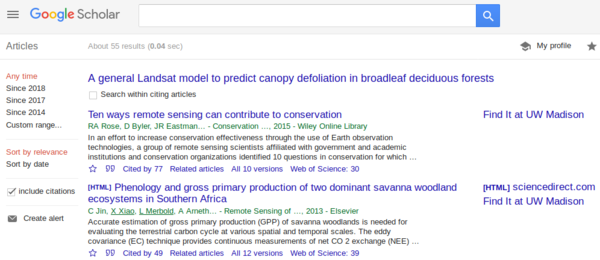 Google Scholar
Articles
About 55 results (0.04 sec)
My profile
Any time
Since 2018
Since 2017
Since 2014
Custom range...
Sort by relevance
Sort by date
include citations
Create alert
A general Landsat model to predict canopy defoliation in broadleaf deciduous forests
Search within citing articles
Ten ways remote sensing can contribute to conservation
RA Rose, D Byler, JR Eastman… - Conservation …, 2015 - Wiley Online Library
In an effort to increase conservation effectiveness through the use of Earth observation
technologies, a group of remote sensing scientists affiliated with government and academic
institutions and conservation organizations identified 10 questions in conservation for which …
Cited by 77 Related articles All 10 versions Web of Science: 30
Find It at UW Madison
[HTML] Phenology and gross primary production of two dominant savanna woodland
ecosystems in Southern Africa
C Jin, X Xiao, L Merbold, A Arneth… - Remote Sensing of …, 2013 - Elsevier
Accurate estimation of gross primary production (GPP) of savanna woodlands is needed for
evaluating the terrestrial carbon cycle at various spatial and temporal scales. The eddy
covariance (EC) technique provides continuous measurements of net CO 2 exchange (NEE) …
Cited by 49 Related articles All 12 versions Web of Science: 39
[HTML] sciencedirect.com
Find It at UW Madison